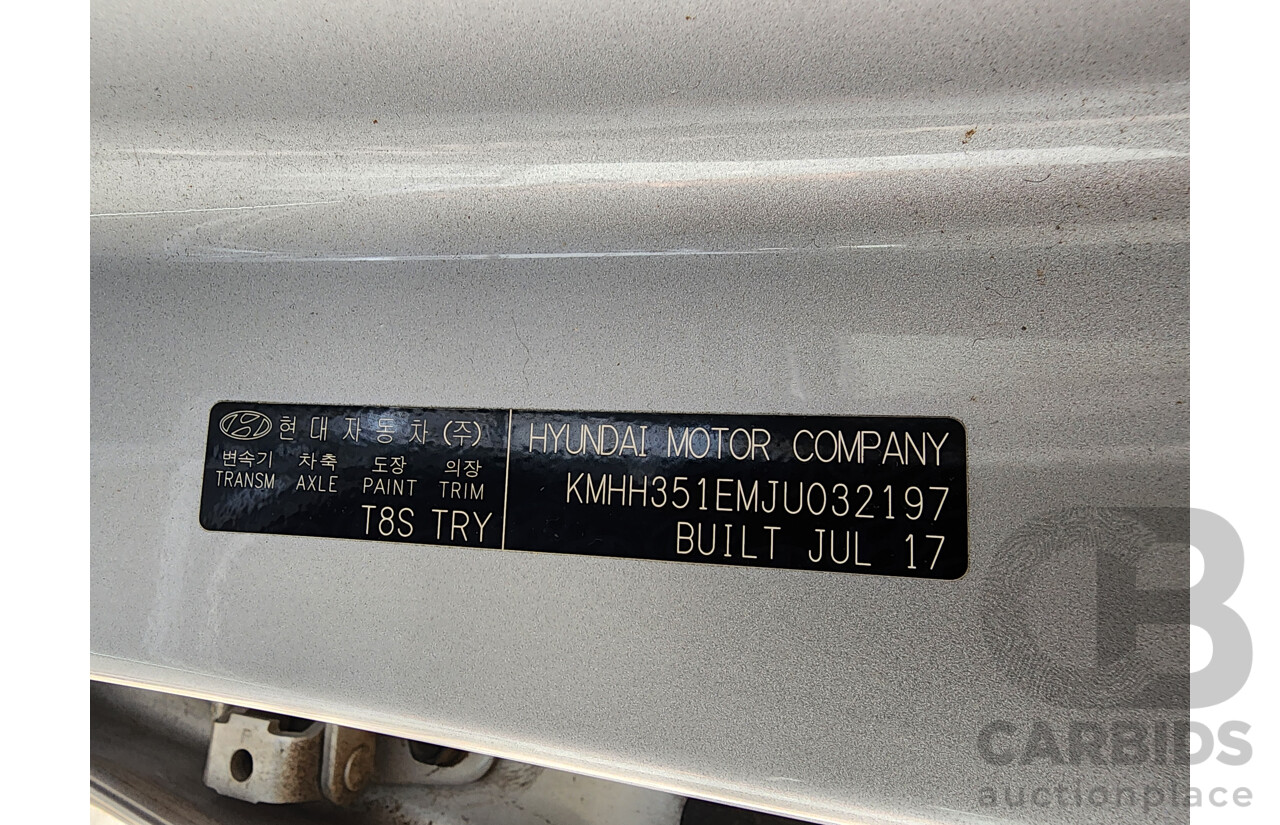 현대자동차(주)
변속기 차축 도장 의장
TRANSM AXLE PAINT TRIM
T8S TRY
HYUNDAI MOTOR COMPANY
KMHH351EMJU032197
BUILT JUL 17
CARBIDS
auctionplace